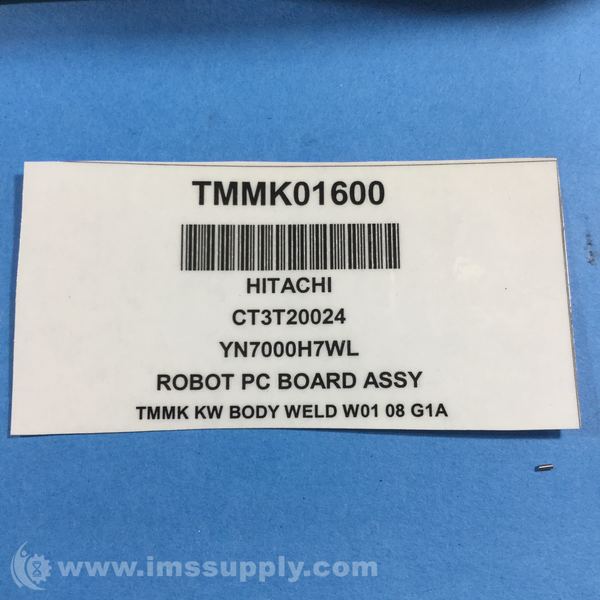 TMMK01600
HITACHI
CT3T20024
YN7000H7WL
ROBOT PC BOARD ASSY
TMMK KW BODY WELD W01 08 G1A
www.imssupply.com